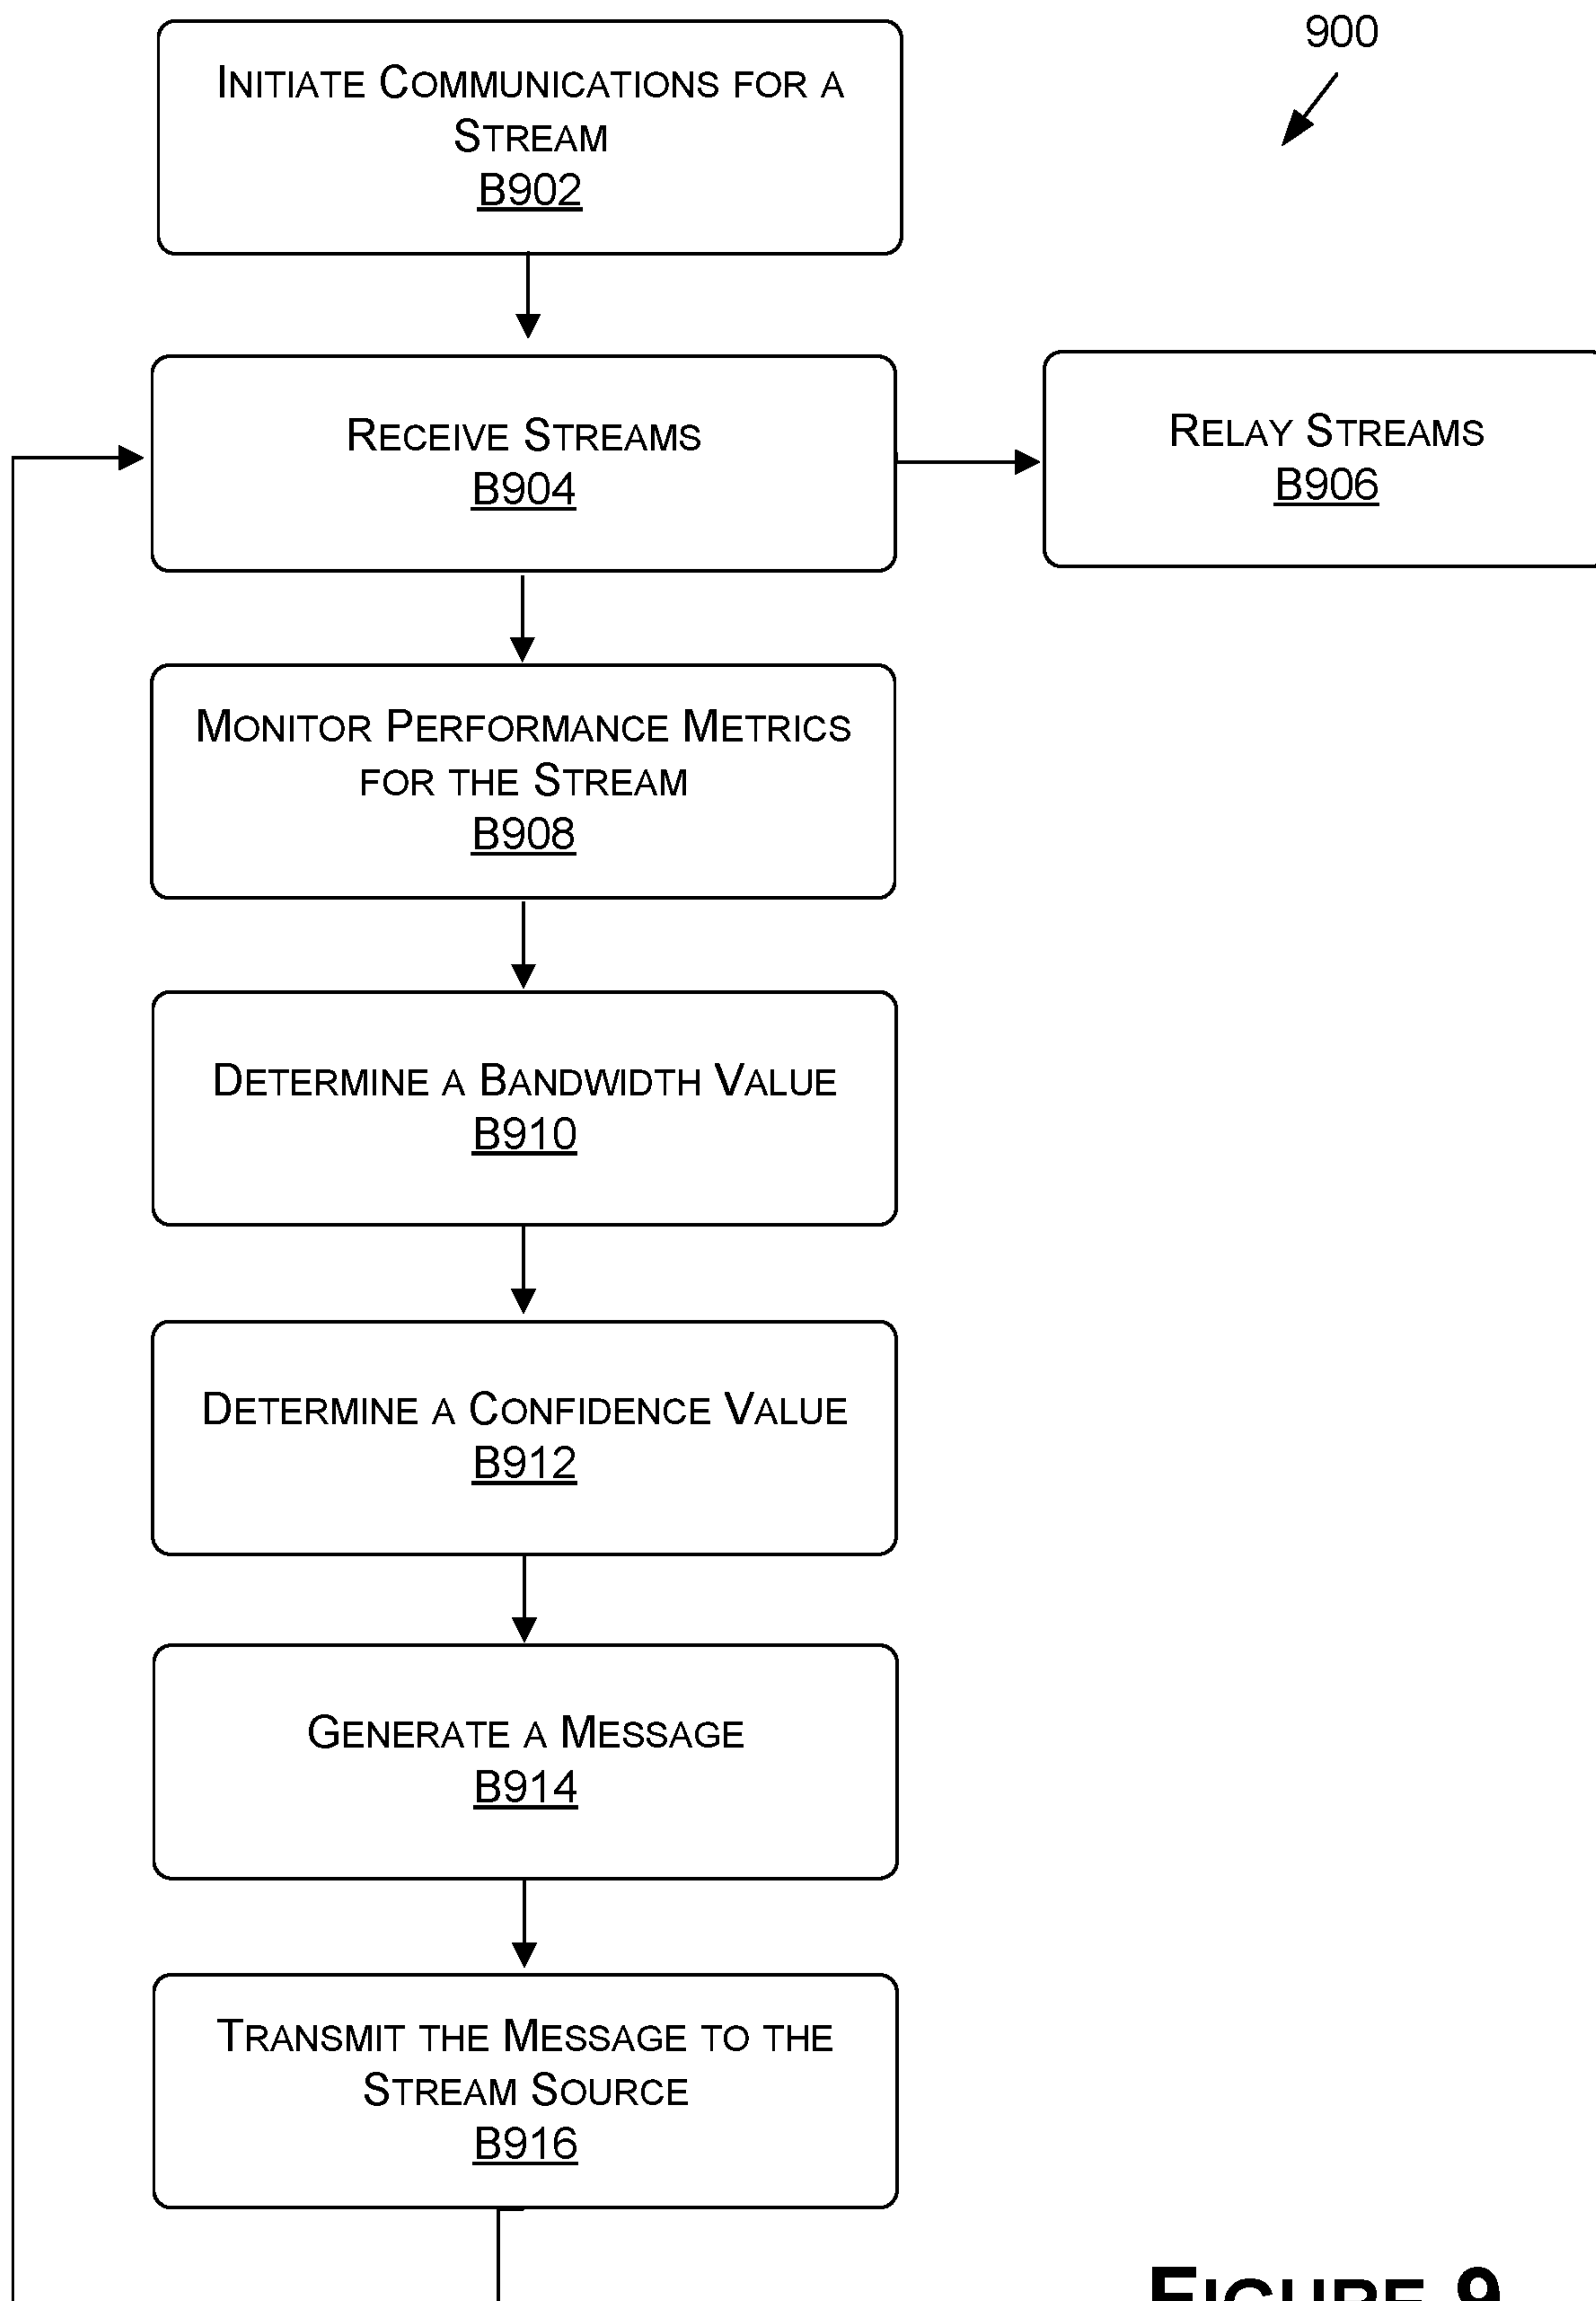 900
INITIATE COMMUNICATIONS FOR A
STREAM
B902
RECEIVE STREAMS
B904
RELAY STREAMS
B906
MONITOR PERFORMANCE METRICS
FOR THE STREAM
B908
DETERMINE A BANDWIDTH VALUE
B910
DETERMINE A CONFIDENCE VALUE
B912
GENERATE A MESSAGE
B914
TRANSMIT THE MESSAGE TO THE
STREAM SOURCE
B916
FIGURE 9